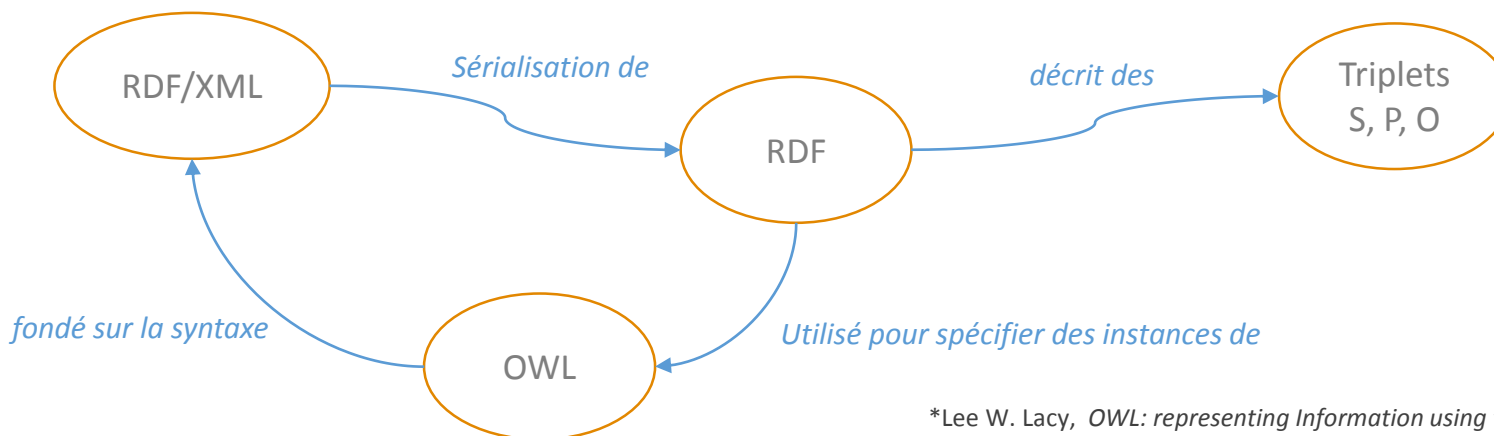 RDF/XML
Sérialisation de
RDF
décrit des
Triplets
S, P, O
fondé sur la syntaxe
OWL
Utilisé pour spécifier des instances de
*Lee W. Lacy, OWL: representing Information using